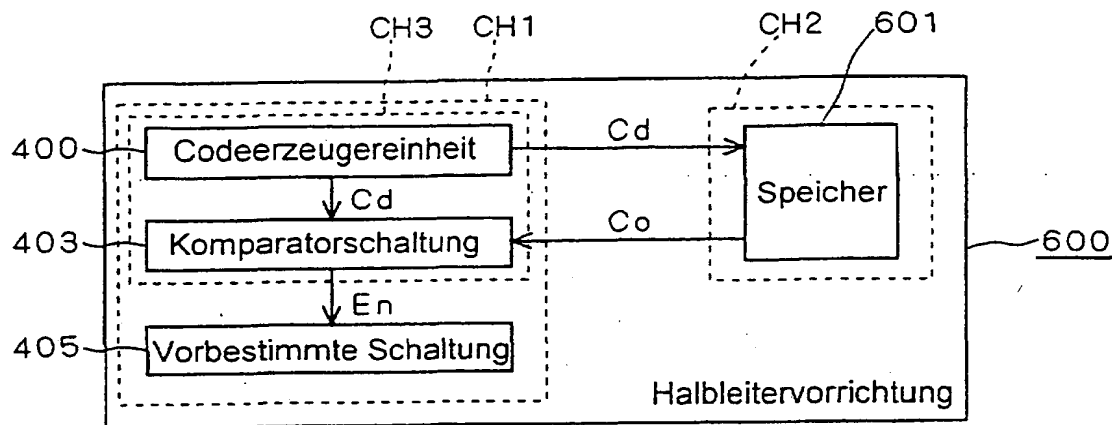 CH3 CH1 CH2 601
400 Codeerzeugereinheit Cd Speicher
Cd
403 Komparatorschaltung Co 600
En
405 Vorbestimmte Schaltung
Halbleitervorrichtung